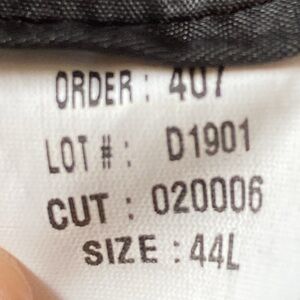 ORDER : 407
LOT # : D1901
CUT : 020006
SIZE : 44L